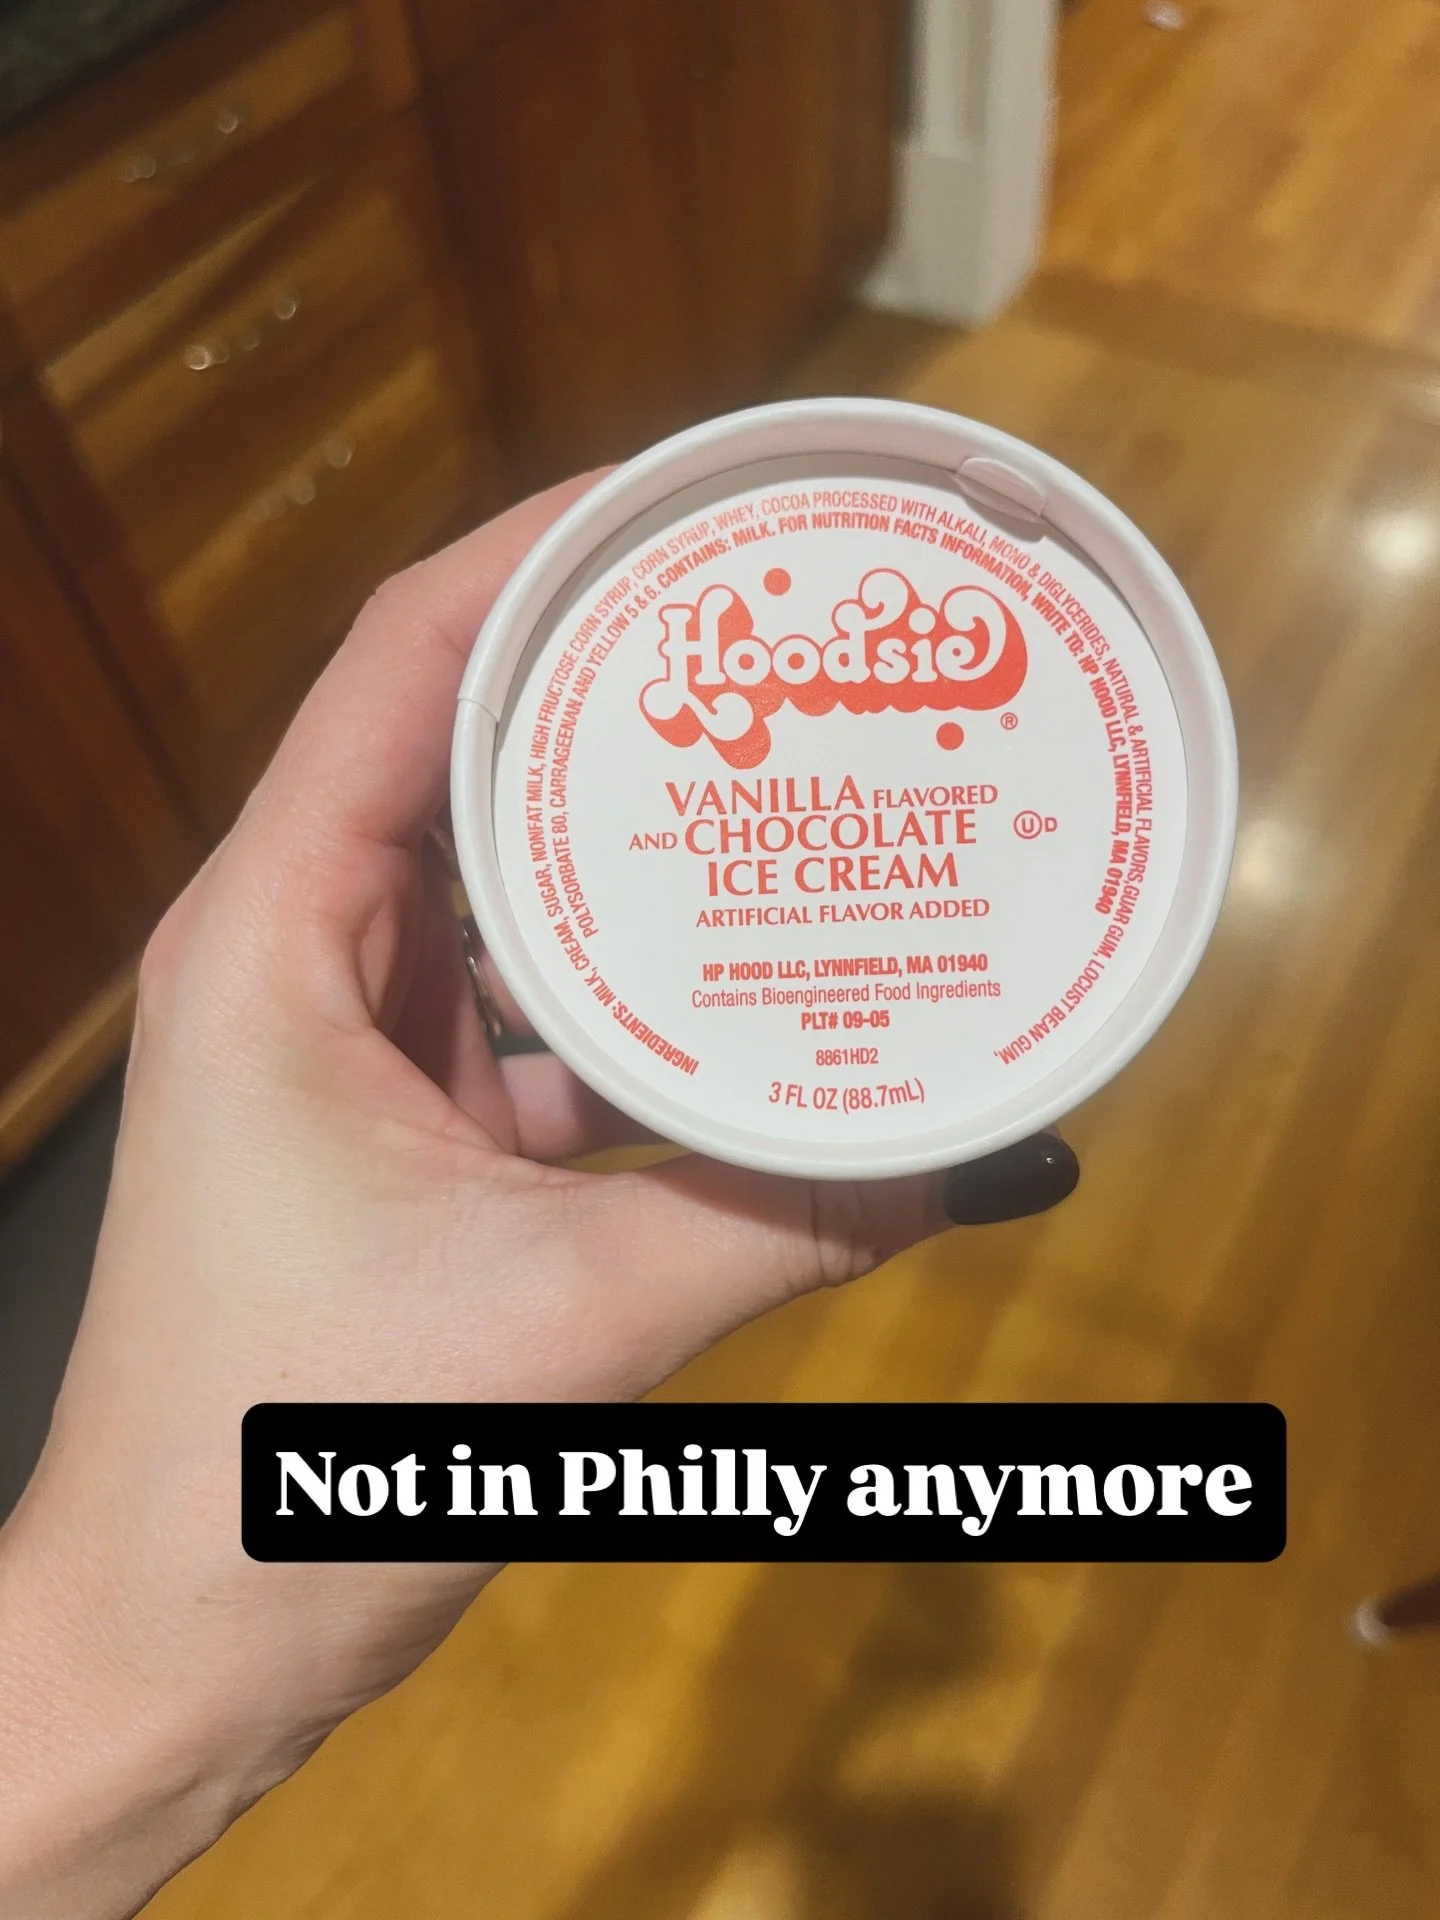 INGREDIENTS: MILK, CREAM, SUGAR, NONFAT MILK, HIGH FRUCTOSE CORN SYRUP, CORN SYRUP, WHEY, COCOA PROCESSED WITH ALKALI, MONO & DIGLYCERIDES, NATURAL & ARTIFICIAL FLAVORS, GUAR GUM, LOCUST BEAN GUM,
POLYSORBATE 80, CARRAGEENAN AND YELLOW 5 & 6. CONTAINS: MILK. FOR NUTRITION FACTS INFORMATION, WRITE TO: HP HOOD LLC, LYNNFIELD, MA 01940
Hoodsie®
VANILLA FLAVORED
AND CHOCOLATE
ICE CREAM
UD
ARTIFICIAL FLAVOR ADDED
HP HOOD LLC, LYNNFIELD, MA 01940
Contains Bioengineered Food Ingredients
PLT# 09-05
8861HD2
3 FL OZ (88.7mL)
Not in Philly anymore